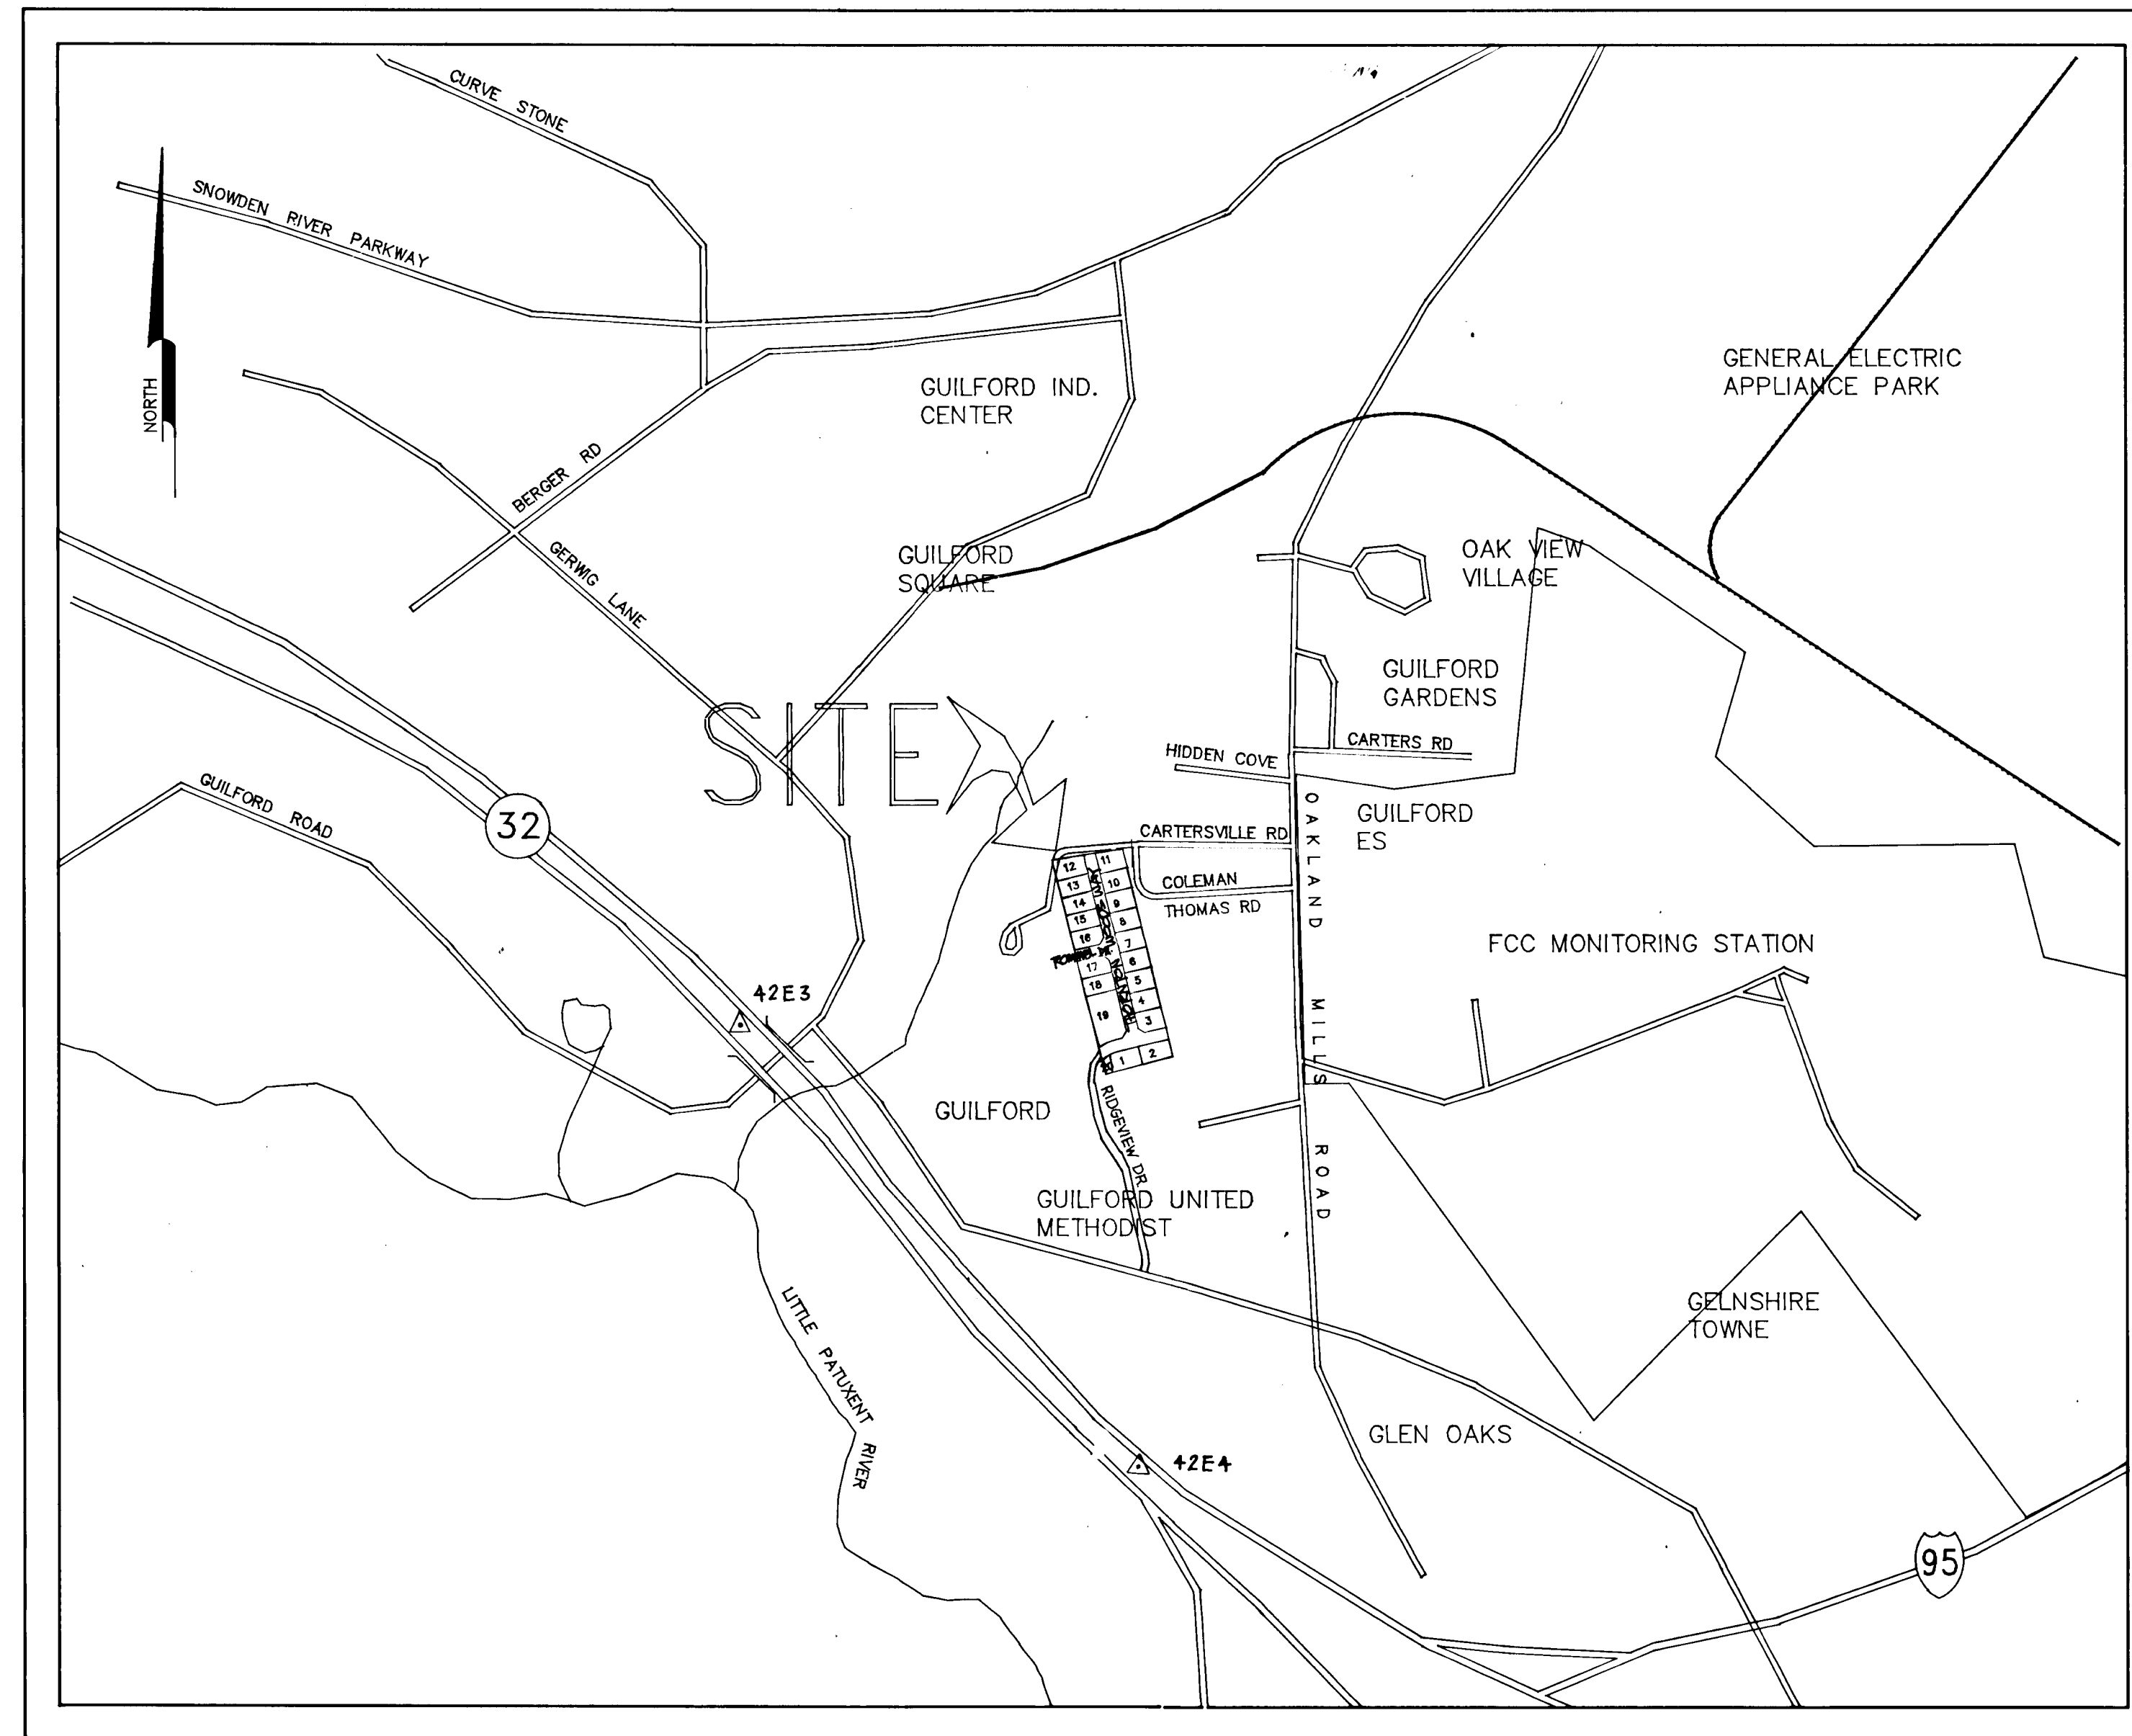 CURVE STONE
SNOWDEN RIVER PARKWAY
NORTH
GENERAL ELECTRIC
APPLIANCE PARK
GUILFORD IND.
CENTER
BERGER RD
GERWIG LANE
GUILFORD
SQUARE
OAK VIEW
VILLAGE
GUILFORD
GARDENS
SITE
HIDDEN COVE
CARTERS RD
GUILFORD ROAD
32
OAKLAND MILLS ROAD
GUILFORD
ES
CARTERSVILLE RD
COLEMAN
THOMAS RD
12
11
13
10
14
9
15
8
16
7
17
6
18
5
4
19
3
1
2
FCC MONITORING STATION
42E3
GUILFORD
RIDGEVIEW DR
GUILFORD UNITED
METHODIST
LITTLE PATUXENT RIVER
GELNSHIRE
TOWNE
GLEN OAKS
42E4
95